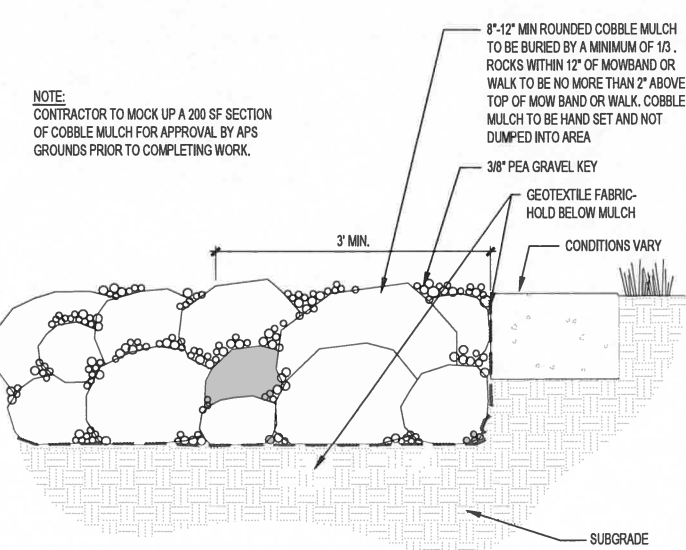 8"-12" MIN ROUNDED COBBLE MULCH
TO BE BURIED BY A MINIMUM OF 1/3 .
ROCKS WITHIN 12" OF MOWBAND OR
WALK TO BE NO MORE THAN 2" ABOVE
TOP OF MOW BAND OR WALK. COBBLE
MULCH TO BE HAND SET AND NOT
DUMPED INTO AREA
NOTE:
CONTRACTOR TO MOCK UP A 200 SF SECTION
OF COBBLE MULCH FOR APPROVAL BY APS
GROUNDS PRIOR TO COMPLETING WORK.
3/8" PEA GRAVEL KEY
GEOTEXTILE FABRIC-
HOLD BELOW MULCH
3' MIN.
CONDITIONS VARY
SUBGRADE